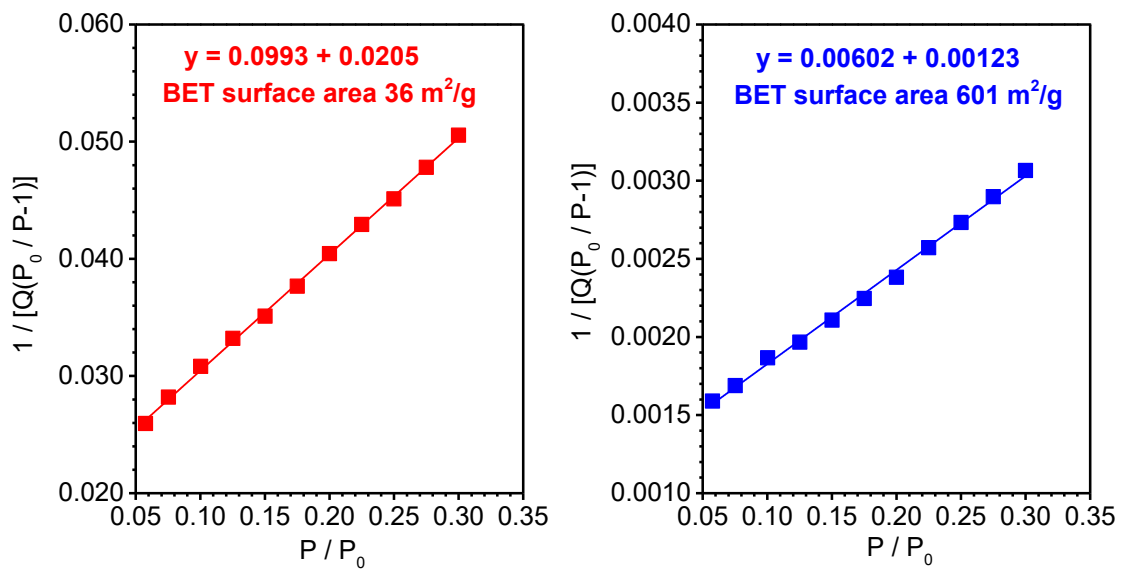 y = 0.0993 + 0.0205
BET surface area 36 m²/g
0.060
0.050
0.040
0.030
0.020
1 / [Q(P₀ / P-1)]
0.05 0.10 0.15 0.20 0.25 0.30 0.35
P / P₀
y = 0.00602 + 0.00123
BET surface area 601 m²/g
0.0040
0.0035
0.0030
0.0025
0.0020
0.0015
0.0010
1 / [Q(P₀ / P-1)]
0.05 0.10 0.15 0.20 0.25 0.30 0.35
P / P₀